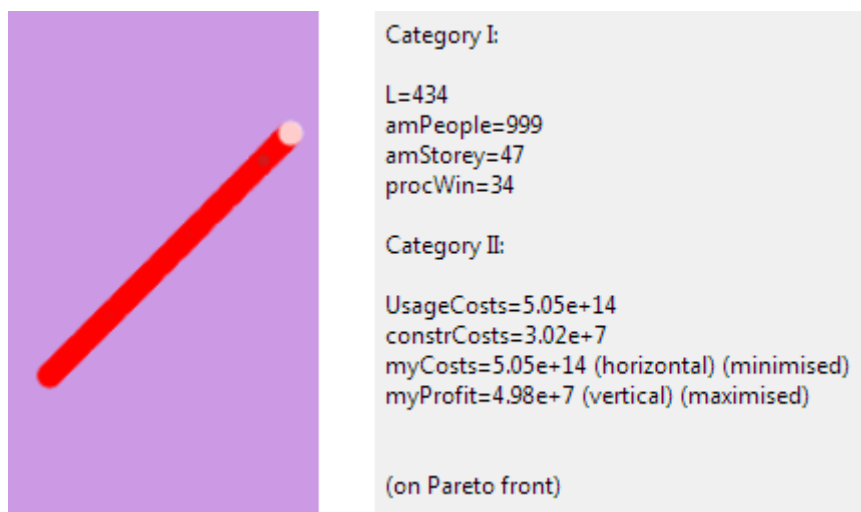 Category I:
L=434
amPeople=999
amStorey=47
procWin=34
Category II:
UsageCosts=5.05e+14
constrCosts=3.02e+7
myCosts=5.05e+14 (horizontal) (minimised)
myProfit=4.98e+7 (vertical) (maximised)
(on Pareto front)